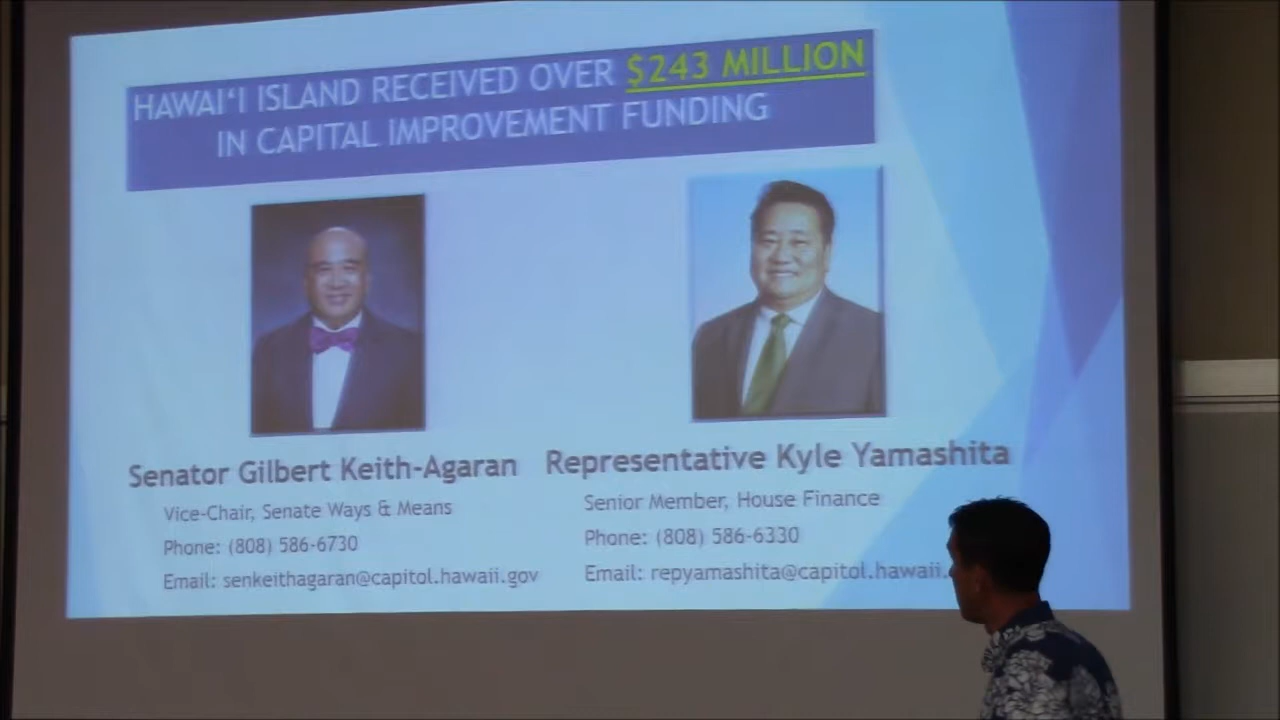 HAWAI‘I ISLAND RECEIVED OVER $243 MILLION
IN CAPITAL IMPROVEMENT FUNDING
Senator Gilbert Keith-Agaran
Vice-Chair, Senate Ways & Means
Phone: (808) 586-6730
Email: senkeithagaran@capitol.hawaii.gov
Representative Kyle Yamashita
Senior Member, House Finance
Phone: (808) 586-6330
Email: repyamashita@capitol.hawaii.